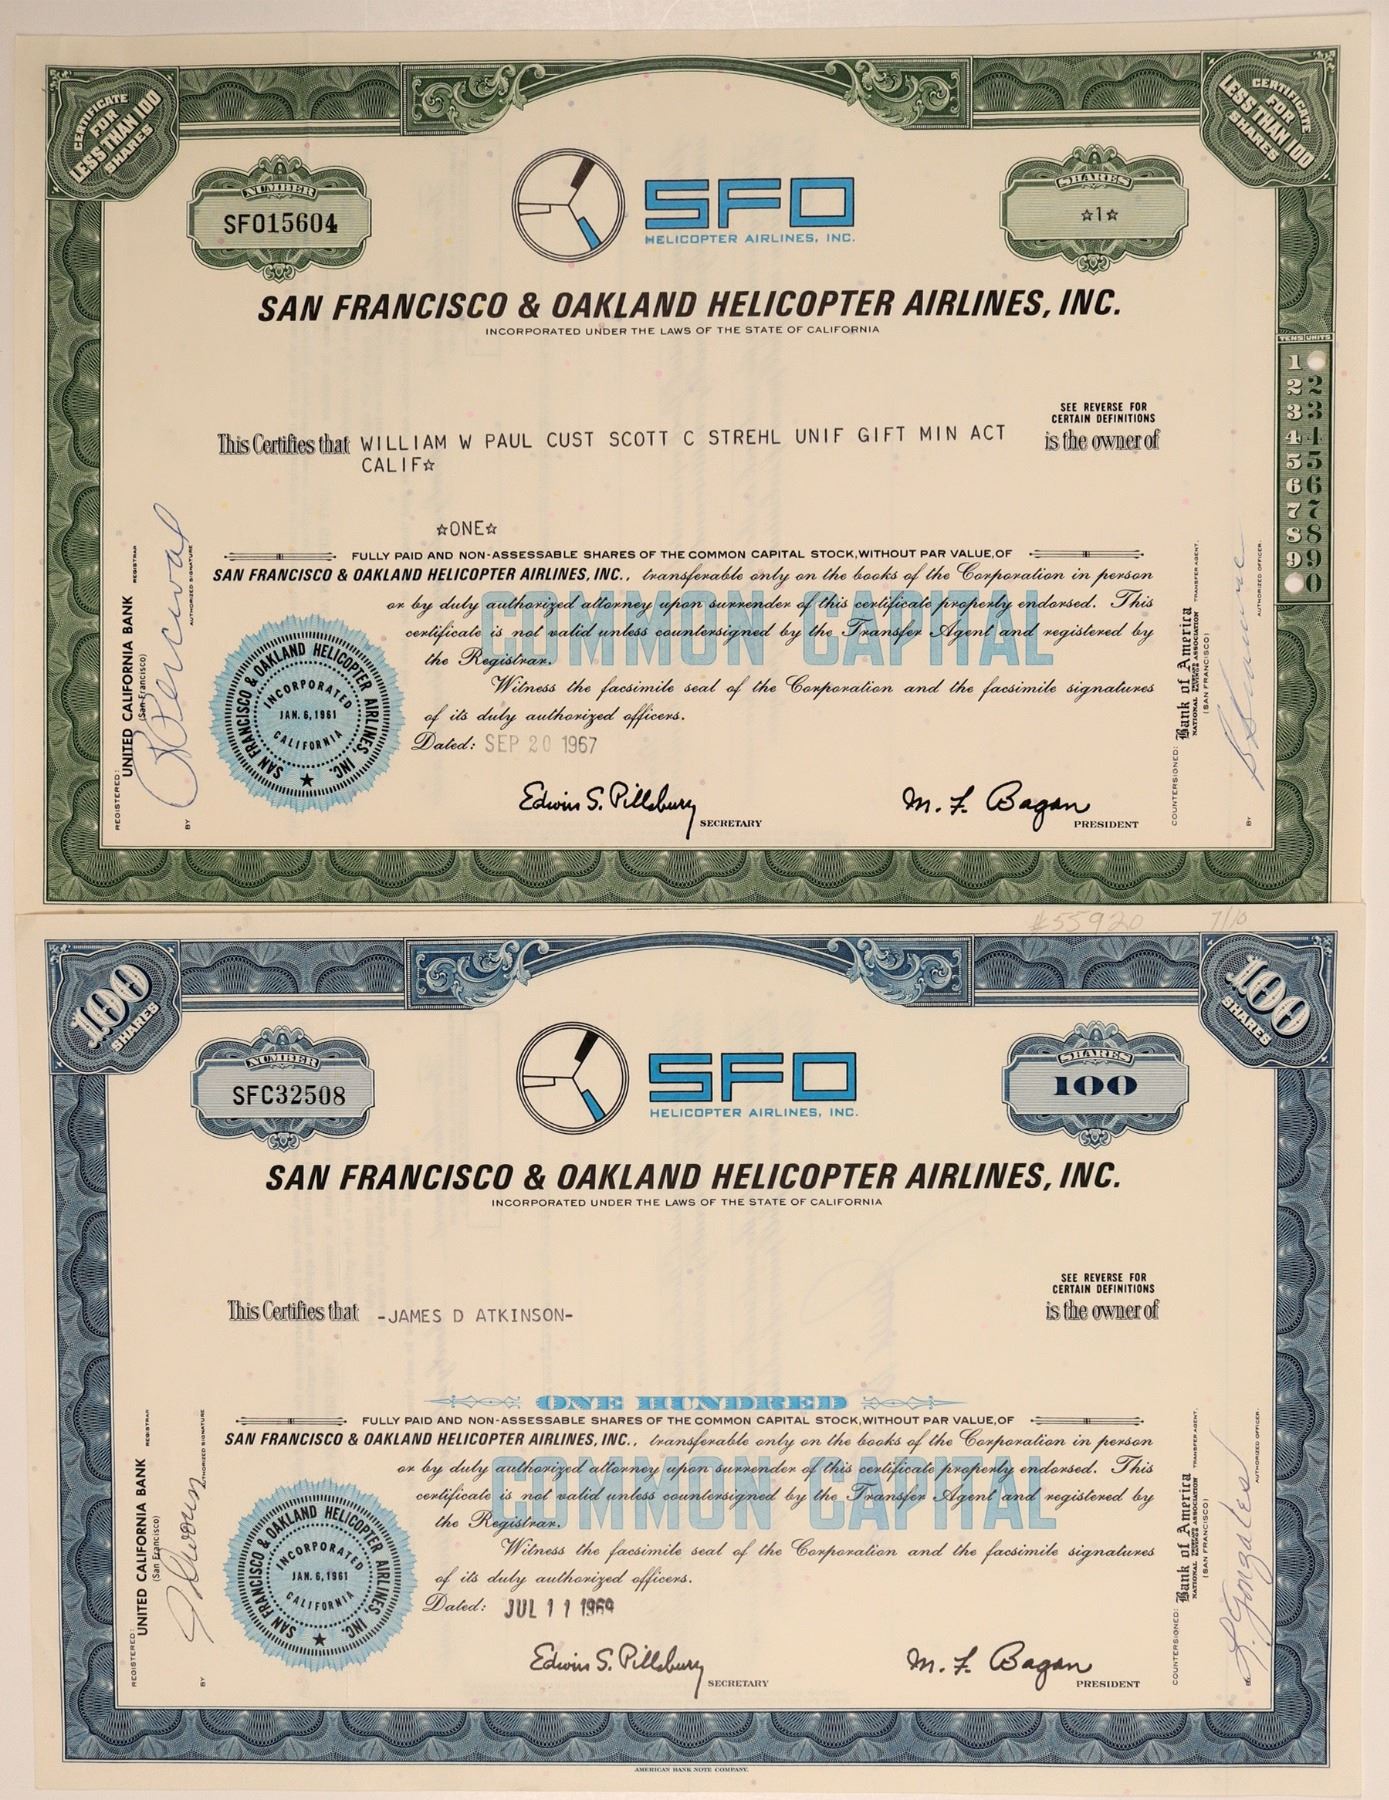 CERTIFICATE
FOR
LESS THAN 100
SHARES
CERTIFICATE
FOR
LESS THAN 100
SHARES
NUMBER
SFO15604
SFO
HELICOPTER AIRLINES, INC.
SHARES
☆1☆
SAN FRANCISCO & OAKLAND HELICOPTER AIRLINES, INC.
INCORPORATED UNDER THE LAWS OF THE STATE OF CALIFORNIA
TENS UNITS
1
2 2
3 3
4 4
5 5
6 6
7 7
8 8
9 9
0
SEE REVERSE FOR
CERTAIN DEFINITIONS
This Certifies that WILLIAM W PAUL CUST SCOTT C STREHL UNIF GIFT MIN ACT is the owner of
CALIF☆
☆ONE☆
FULLY PAID AND NON-ASSESSABLE SHARES OF THE COMMON CAPITAL STOCK, WITHOUT PAR VALUE, OF
SAN FRANCISCO & OAKLAND HELICOPTER AIRLINES, INC., transferable only on the books of the Corporation in person
or by duly authorized attorney upon surrender of this certificate properly endorsed. This
certificate is not valid unless countersigned by the Transfer Agent and registered by
the Registrar.
COMMON CAPITAL
Witness the facsimile seal of the Corporation and the facsimile signatures
of its duly authorized officers.
Dated: SEP 20 1967
SAN FRANCISCO & OAKLAND HELICOPTER AIRLINES, INC.
INCORPORATED
JAN. 6, 1961
CALIFORNIA
Edwin S. Pillsbury
SECRETARY
M. F. Bagan
PRESIDENT
REGISTERED:
UNITED CALIFORNIA BANK
(San Francisco)
REGISTRAR
BY
AUTHORIZED SIGNATURE
COUNTERSIGNED:
Bank of America
NATIONAL TRUST AND SAVINGS ASSOCIATION
(SAN FRANCISCO)
TRANSFER AGENT.
BY
AUTHORIZED OFFICER.
#55920 7/10
100
SHARES
100
SHARES
NUMBER
SFC32508
SFO
HELICOPTER AIRLINES, INC.
SHARES
100
SAN FRANCISCO & OAKLAND HELICOPTER AIRLINES, INC.
INCORPORATED UNDER THE LAWS OF THE STATE OF CALIFORNIA
SEE REVERSE FOR
CERTAIN DEFINITIONS
This Certifies that -JAMES D ATKINSON- is the owner of
ONE HUNDRED
FULLY PAID AND NON-ASSESSABLE SHARES OF THE COMMON CAPITAL STOCK, WITHOUT PAR VALUE, OF
SAN FRANCISCO & OAKLAND HELICOPTER AIRLINES, INC., transferable only on the books of the Corporation in person
or by duly authorized attorney upon surrender of this certificate properly endorsed. This
certificate is not valid unless countersigned by the Transfer Agent and registered by
the Registrar.
COMMON CAPITAL
Witness the facsimile seal of the Corporation and the facsimile signatures
of its duly authorized officers.
Dated: JUL 11 1969
SAN FRANCISCO & OAKLAND HELICOPTER AIRLINES, INC.
INCORPORATED
JAN. 6, 1961
CALIFORNIA
Edwin S. Pillsbury
SECRETARY
M. F. Bagan
PRESIDENT
REGISTERED:
UNITED CALIFORNIA BANK
(San Francisco)
REGISTRAR
BY
AUTHORIZED SIGNATURE
COUNTERSIGNED:
Bank of America
NATIONAL TRUST AND SAVINGS ASSOCIATION
(SAN FRANCISCO)
TRANSFER AGENT.
L. Gonzales
AUTHORIZED OFFICER.
AMERICAN BANK NOTE COMPANY.